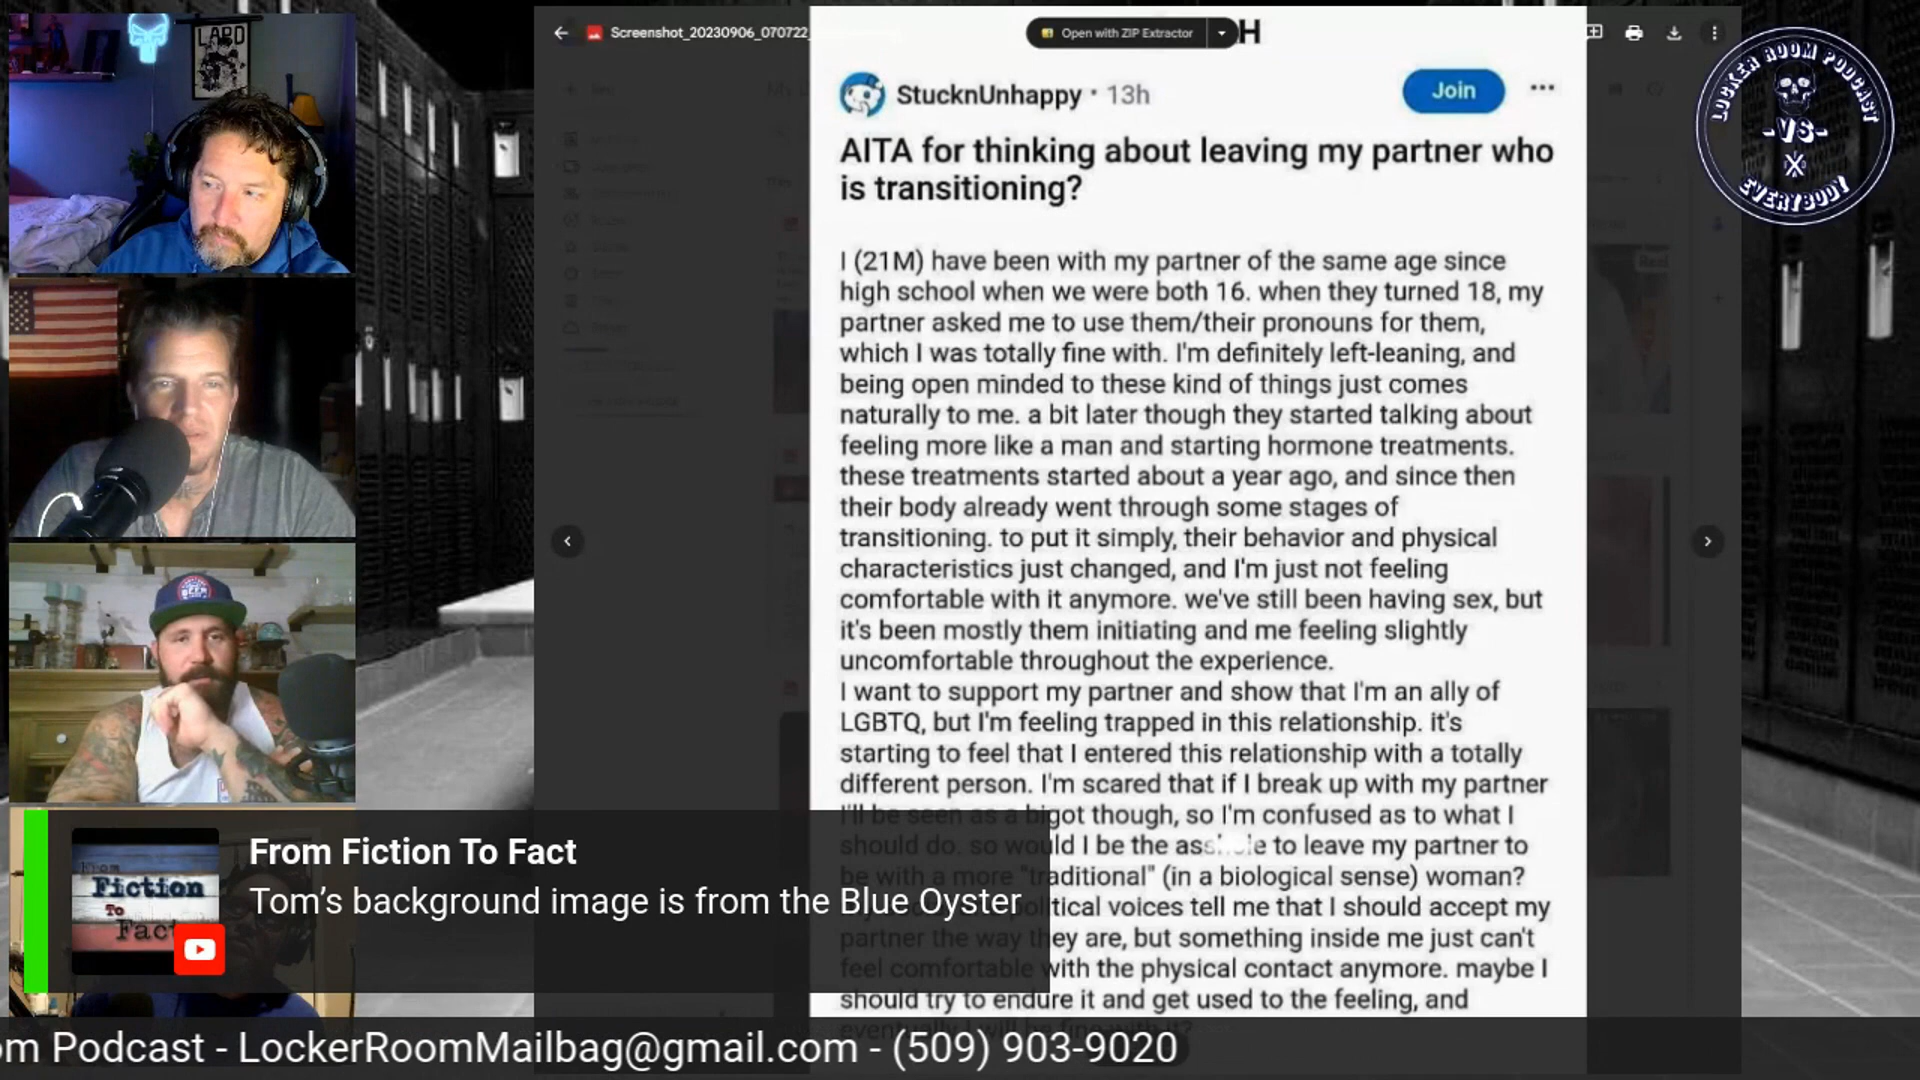 LAPD
Screenshot_20230906_070722_
Open with ZIP Extractor
H
LOCKER ROOM PODCAST
-VS-
EVERYBODY
StucknUnhappy · 13h
Join
AITA for thinking about leaving my partner who
is transitioning?
I (21M) have been with my partner of the same age since
high school when we were both 16. when they turned 18, my
partner asked me to use them/their pronouns for them,
which I was totally fine with. I'm definitely left-leaning, and
being open minded to these kind of things just comes
naturally to me. a bit later though they started talking about
feeling more like a man and starting hormone treatments.
these treatments started about a year ago, and since then
their body already went through some stages of
transitioning. to put it simply, their behavior and physical
characteristics just changed, and I'm just not feeling
comfortable with it anymore. we've still been having sex, but
it's been mostly them initiating and me feeling slightly
uncomfortable throughout the experience.
I want to support my partner and show that I'm an ally of
LGBTQ, but I'm feeling trapped in this relationship. it's
starting to feel that I entered this relationship with a totally
different person. I'm scared that if I break up with my partner
I'll be seen as a bigot though, so I'm confused as to what I
should do. so would I be the asshole to leave my partner to
be with a more "traditional" (in a biological sense) woman?
political voices tell me that I should accept my
partner the way they are, but something inside me just can't
feel comfortable with the physical contact anymore. maybe I
should try to endure it and get used to the feeling, and
eventually I will be fine with it?
From
Fiction
To
Fact
From Fiction To Fact
Tom's background image is from the Blue Oyster
om Podcast - LockerRoomMailbag@gmail.com - (509) 903-9020